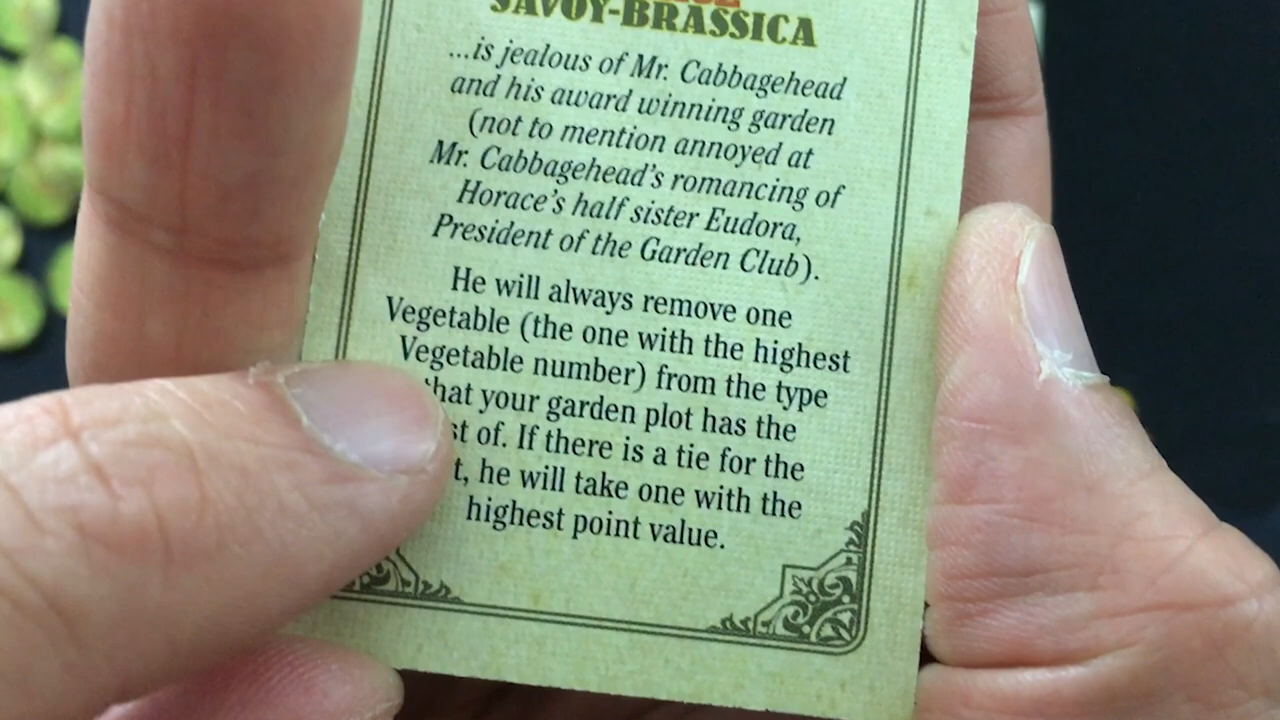 SAVOY-BRASSICA
...is jealous of Mr. Cabbagehead
and his award winning garden
(not to mention annoyed at
Mr. Cabbagehead's romancing of
Horace's half sister Eudora,
President of the Garden Club).
He will always remove one
Vegetable (the one with the highest
Vegetable number) from the type
that your garden plot has the
of. If there is a tie for the
he will take one with the
highest point value.